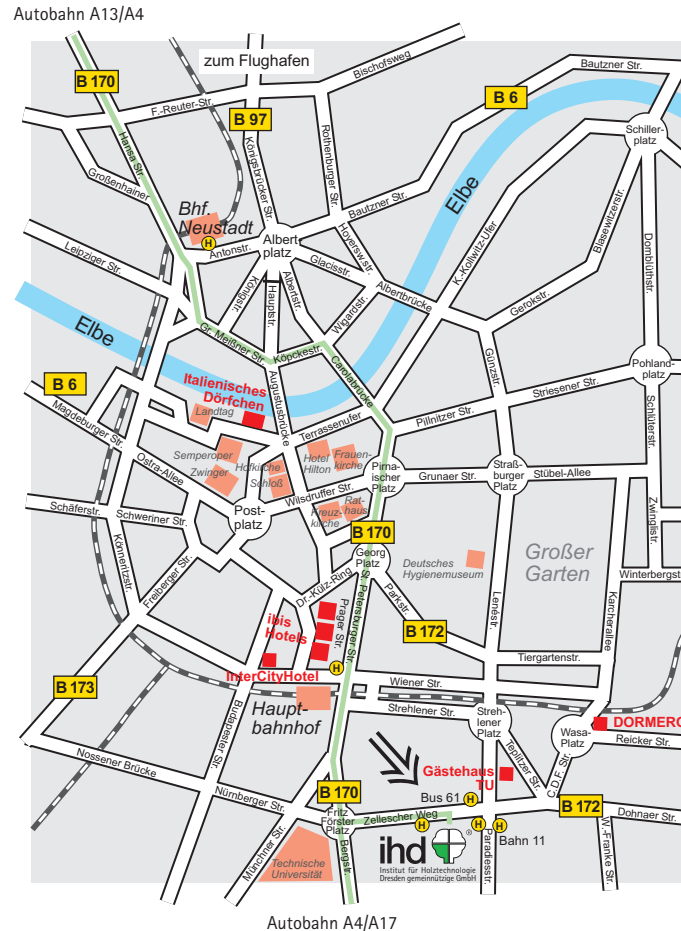 Autobahn A13/A4
zum Flughafen
Bischofsweg
Bautzner Str.
B 170
B 6
F.-Reuter-Str.
B 97
Hansa Str.
Königsbrücker Str.
Rothenburger Str.
Schiller-
platz
Großenhainer
Bhf.
Neustadt
H
Elbe
Bautzner Str.
Blasewitzerstr.
Antonstr.
Albert
platz
Hoyersw.str.
K.-Kollwitz-Ufer
Domblüthstr.
Leipziger Str.
Glacisstr.
Albertbrücke
Gerokstr.
Königstr.
Hauptstr.
Albertstr.
Wigardstr.
Elbe
Gr. Meißner Str.
Köpckestr.
Carolabrücke
Günzstr.
Pohland-
platz
B 6
Italienisches
Dörfchen
Landtag
Augustusbrücke
Terrassenufer
Pillnitzer Str.
Striesener Str.
Schlüterstr.
Magdeburger Str.
Ostra-Allee
Semperoper
Zwinger
Hofkirche
Schloß
Hotel
Hilton
Frauen-
kirche
Pirna-
ischer
Platz
Grunaer Str.
Straß-
burger
Platz
Stübel-Allee
Schäferstr.
Schweriner Str.
Post-
platz
Wilsdruffer Str.
Kreuz-
kirche
Rat-
haus
Zwinglistr.
Könneritzstr.
B 170
Georg
Platz
Deutsches
Hygienemuseum
Großer
Garten
Winterbergstr
Freiberger Str.
Dr.-Külz-Ring
St. Petersburger Str.
Parkstr.
Lenéstr.
Karcherallee
ibis
Hotels
Prager Str.
B 172
Tiergartenstr.
InterCityHotel
H
Wiener Str.
B 173
Haupt-
bahnhof
Strehlener Str.
Streh-
lener
Platz
Wasa-
Platz
DORMERO
Reicker Str.
Budapester Str.
Nossener Brücke
Teplitzer Str.
C.D.F. Str.
Gästehaus
TU
Nürnberger Str.
B 170
Bus 61
H
B 172
Dohnaer Str.
Fritz
Förster
Platz
Zellescher Weg
H
H
H
Bahn 11
Münchner Str.
Bergstr.
Paradiesstr.
W.-Franke Str.
Technische
Universität
ihd
®
Institut für Holztechnologie
Dresden gemeinnützige GmbH
Autobahn A4/A17